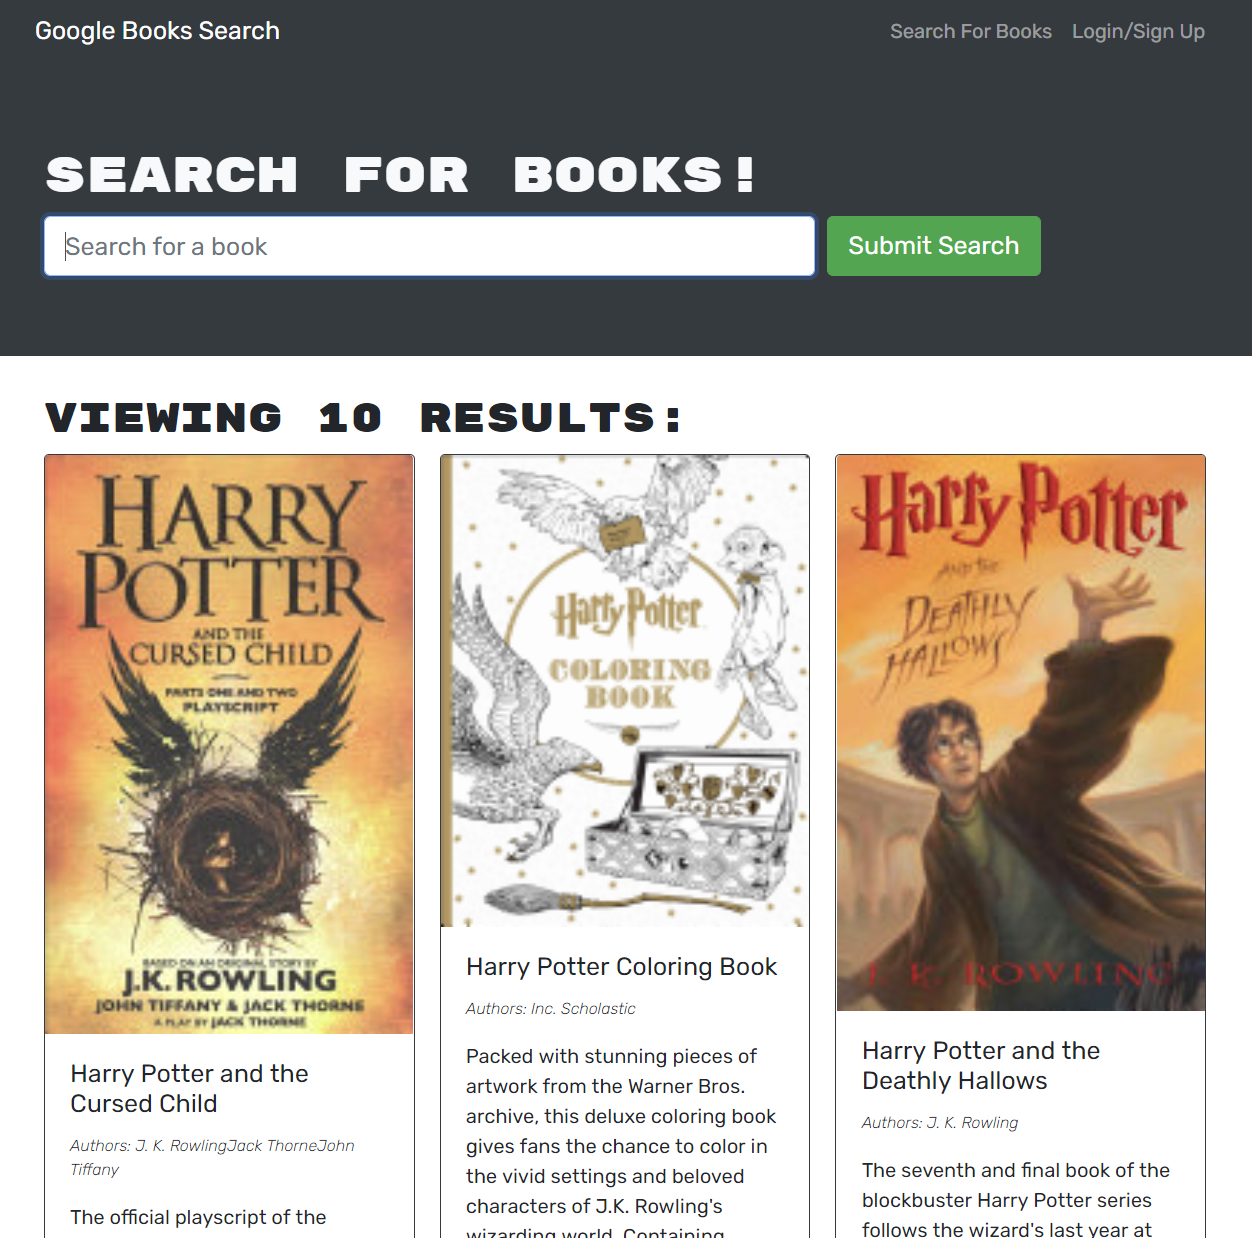 Google Books Search
Search For Books
Login/Sign Up
SEARCH FOR BOOKS!
Search for a book
Submit Search
VIEWING 10 RESULTS:
HARRY
POTTER
AND THE
CURSED CHILD
PARTS ONE AND TWO
PLAYSCRIPT
BASED ON AN ORIGINAL STORY BY
J.K. ROWLING
JOHN TIFFANY & JACK THORNE
A PLAY BY JACK THORNE
Harry Potter and the
Cursed Child
Authors: J. K. RowlingJack ThorneJohn
Tiffany
The official playscript of the
Harry Potter
COLORING
BOOK
Harry Potter Coloring Book
Authors: Inc. Scholastic
Packed with stunning pieces of
artwork from the Warner Bros.
archive, this deluxe coloring book
gives fans the chance to color in
the vivid settings and beloved
characters of J.K. Rowling's
wizarding world. Containing
Harry Potter
AND THE
DEATHLY
HALLOWS
J. K. ROWLING
Harry Potter and the
Deathly Hallows
Authors: J. K. Rowling
The seventh and final book of the
blockbuster Harry Potter series
follows the wizard's last year at